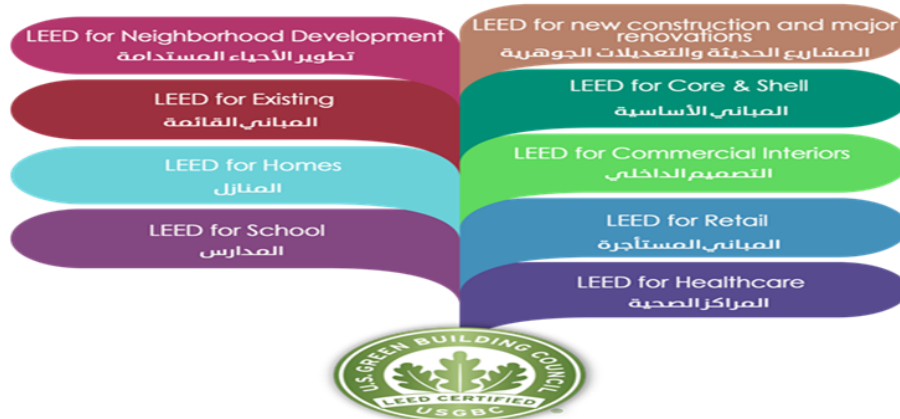 LEED for Neighborhood Development
تطوير الأحياء المستدامة
LEED for Existing
المباني القائمة
LEED for Homes
المنازل
LEED for School
المدارس
LEED for new construction and major
renovations
المشاريع الحديثة والتعديلات الجوهرية
LEED for Core & Shell
المباني الأساسية
LEED for Commercial Interiors
التصميم الداخلي
LEED for Retail
المباني المستأجرة
LEED for Healthcare
المراكز الصحية
U.S. GREEN BUILDING COUNCIL
LEED CERTIFIED
USGBC